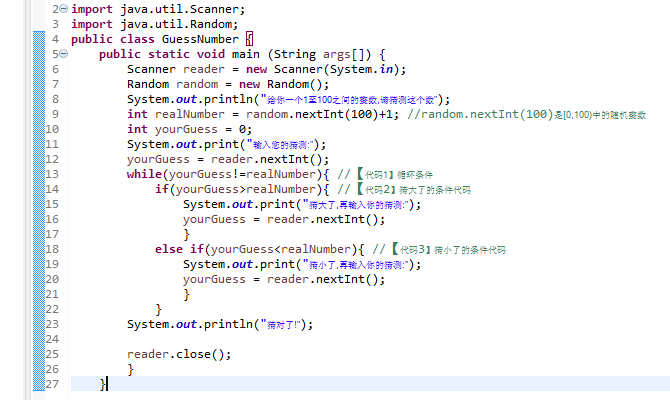 2 import java.util.Scanner;
3 import java.util.Random;
4 public class GuessNumber {
5 public static void main (String args[]) {
6 Scanner reader = new Scanner(System.in);
7 Random random = new Random();
8 System.out.println("给你一个1至100之间的整数,请猜测这个数");
9 int realNumber = random.nextInt(100)+1; //random.nextInt(100)是[0,100)中的随机整数
10 int yourGuess = 0;
11 System.out.print("输入您的猜测:");
12 yourGuess = reader.nextInt();
13 while(yourGuess!=realNumber){ //【代码1】循环条件
14 if(yourGuess>realNumber){ //【代码2】猜大了的条件代码
15 System.out.print("猜大了,再输入你的猜测:");
16 yourGuess = reader.nextInt();
17 }
18 else if(yourGuess<realNumber){ //【代码3】猜小了的条件代码
19 System.out.print("猜小了,再输入你的猜测:");
20 yourGuess = reader.nextInt();
21 }
22 }
23 System.out.println("猜对了!");
24
25 reader.close();
26 }
27 }